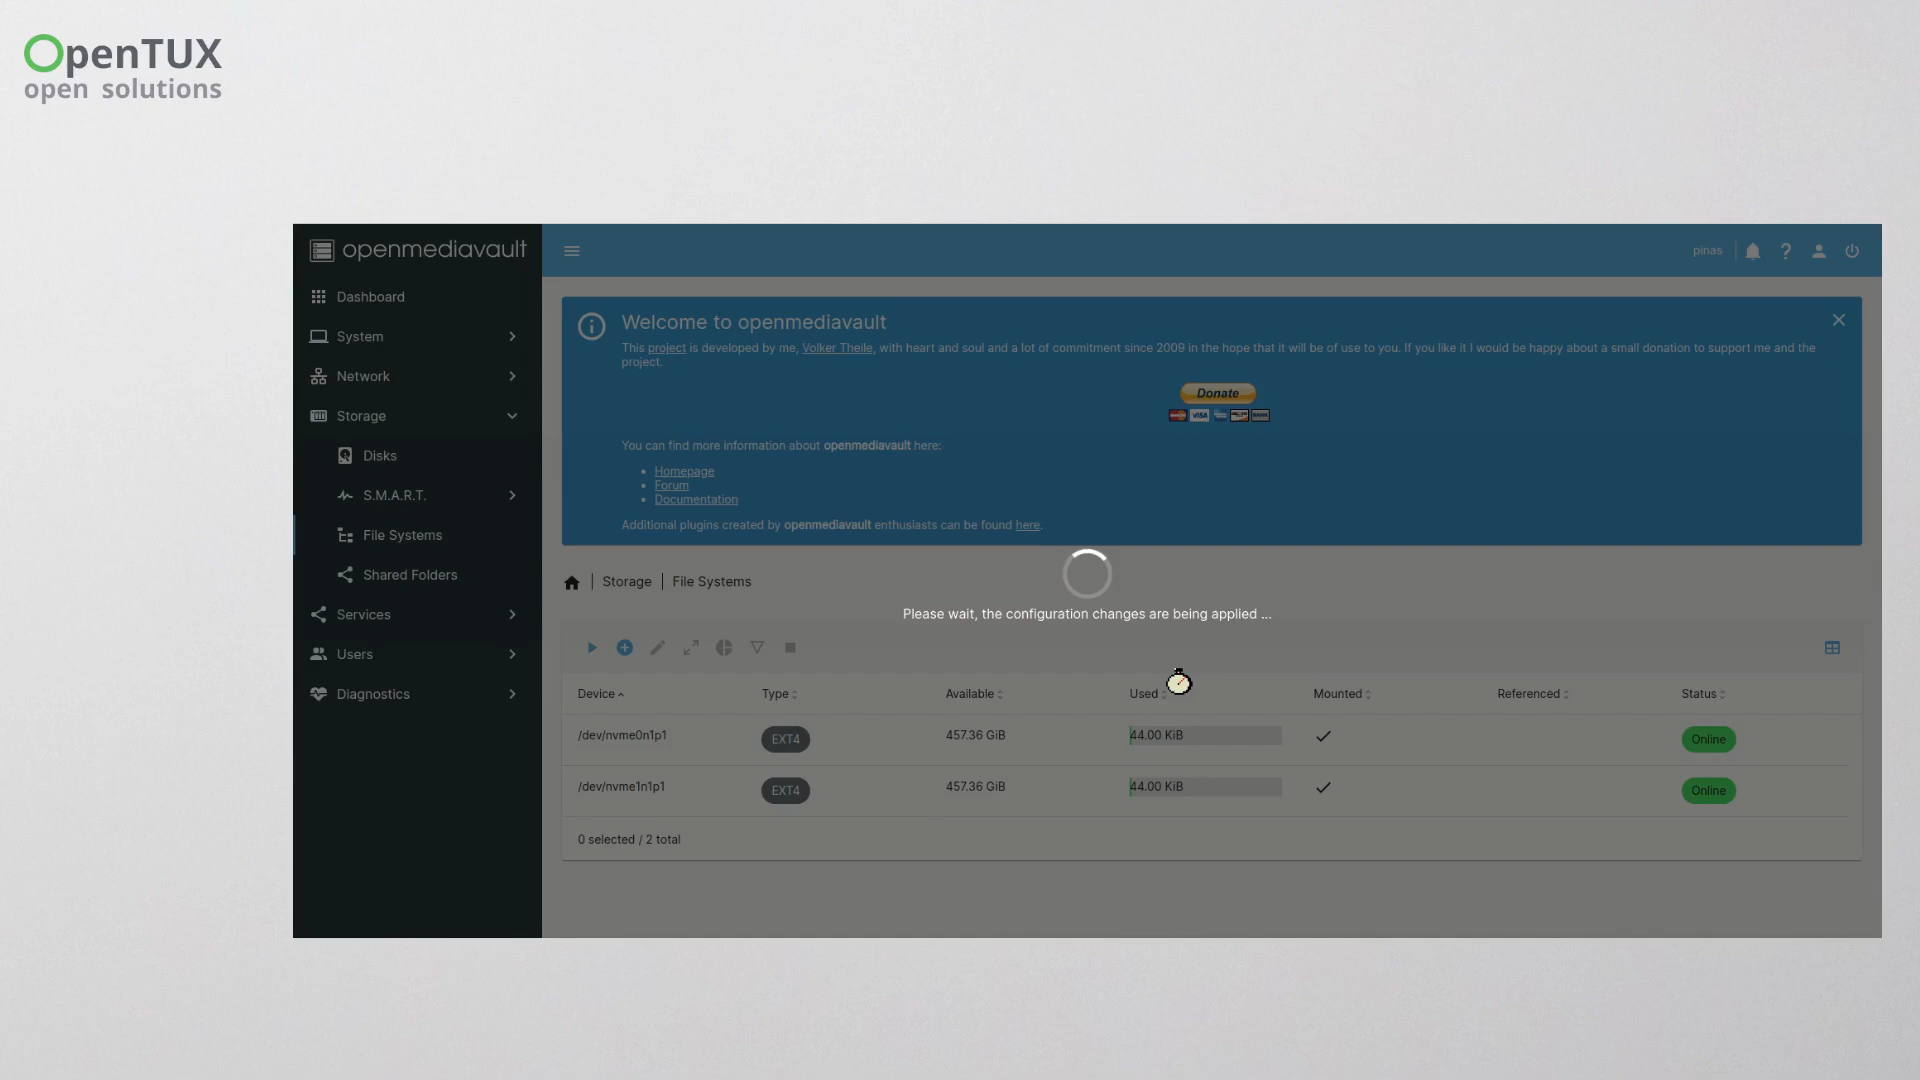 OpenTUX
open solutions
openmediavault
pinas
Dashboard
System
Network
Storage
Disks
S.M.A.R.T.
File Systems
Shared Folders
Services
Users
Diagnostics
Welcome to openmediavault
This project is developed by me, Volker Theile, with heart and soul and a lot of commitment since 2009 in the hope that it will be of use to you. If you like it I would be happy about a small donation to support me and the
project.
Donate
VISA
You can find more information about openmediavault here:
Homepage
Forum
Documentation
Additional plugins created by openmediavault enthusiasts can be found here.
Storage | File Systems
Please wait, the configuration changes are being applied ...
Device Type Available Used Mounted Referenced Status
/dev/nvme0n1p1 EXT4 457.36 GiB 44.00 KiB Online
/dev/nvme1n1p1 EXT4 457.36 GiB 44.00 KiB Online
0 selected / 2 total